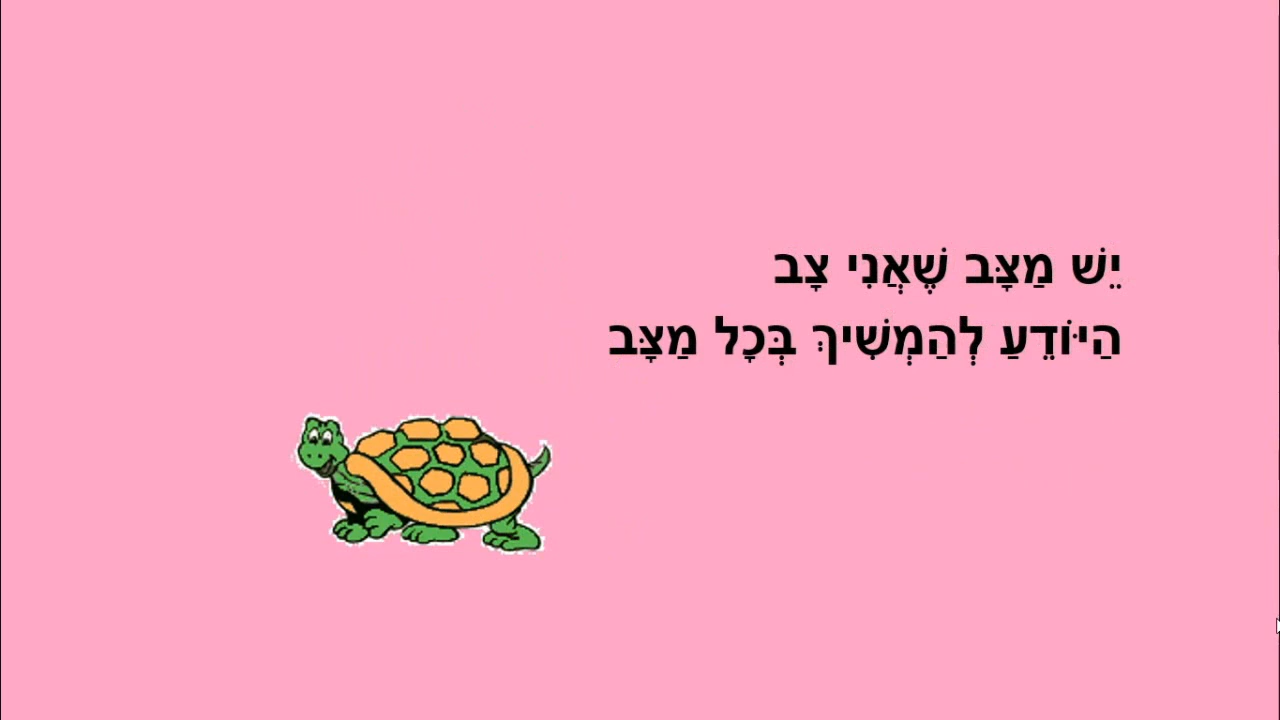 יֵשׁ מַצָּב שֶׁאֲנִי צָב
הַיּוֹדֵעַ לְהַמְשִׁיךְ בְּכָל מַצָּב